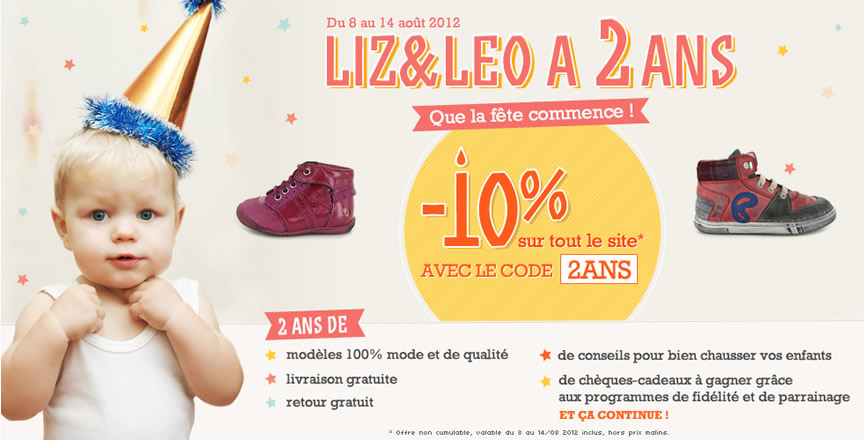 Du 8 au 14 août 2012
LIZ&LEO A 2 ANS
Que la fête commence !
-10%
sur tout le site*
AVEC LE CODE 2ANS
2 ANS DE
modèles 100% mode et de qualité
livraison gratuite
retour gratuit
de conseils pour bien chausser vos enfants
de chèques-cadeaux à gagner grâce
aux programmes de fidélité et de parrainage
ET ÇA CONTINUE !
* Offre non cumulable, valable du 8 au 14/08 2012 inclus, hors prix malins.